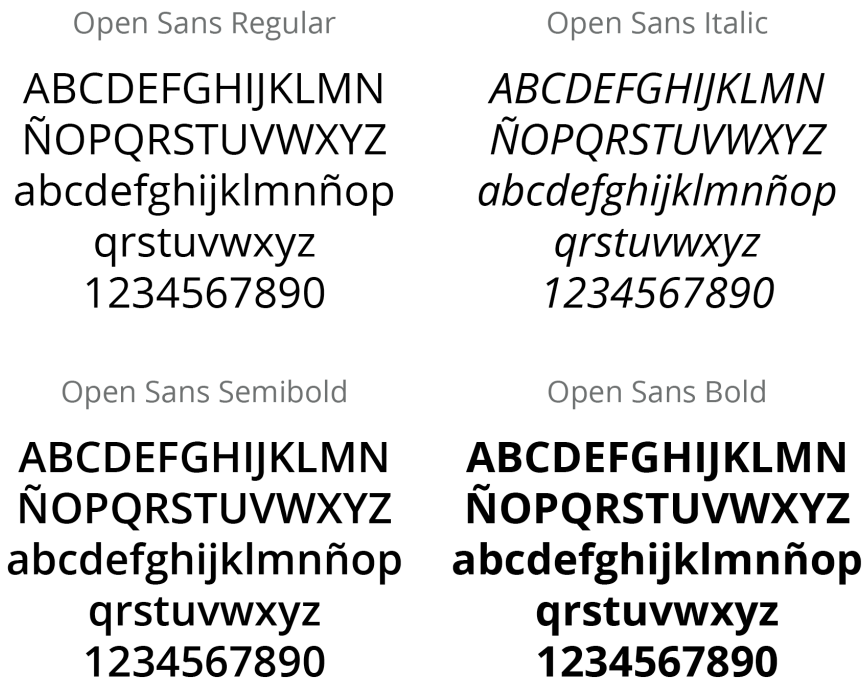 Open Sans Regular
ABCDEFGHIJKLMN
ÑOPQRSTUVWXYZ
abcdefghijklmnñop
qrstuvwxyz
1234567890
Open Sans Italic
ABCDEFGHIJKLMN
ÑOPQRSTUVWXYZ
abcdefghijklmnñop
qrstuvwxyz
1234567890
Open Sans Semibold
ABCDEFGHIJKLMN
ÑOPQRSTUVWXYZ
abcdefghijklmnñop
qrstuvwxyz
1234567890
Open Sans Bold
ABCDEFGHIJKLMN
ÑOPQRSTUVWXYZ
abcdefghijklmnñop
qrstuvwxyz
1234567890